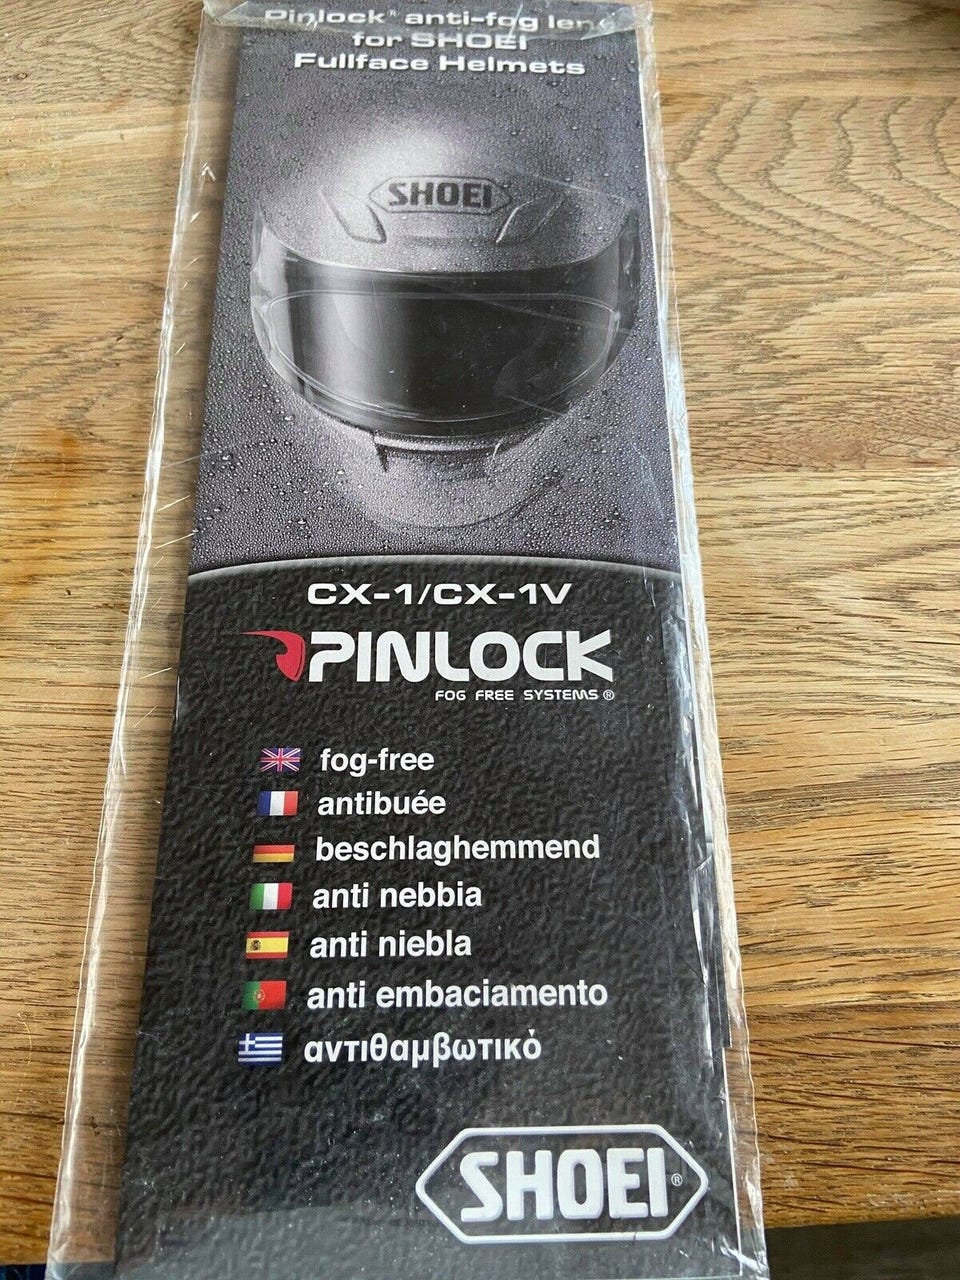 Pinlock® anti-fog lens
for SHOEI
Fullface Helmets
SHOEI
CX-1/CX-1V
PINLOCK
FOG FREE SYSTEMS ®
fog-free
antibuée
beschlaghemmend
anti nebbia
anti niebla
anti embaciamento
αντιθαμβωτικό
SHOEI®